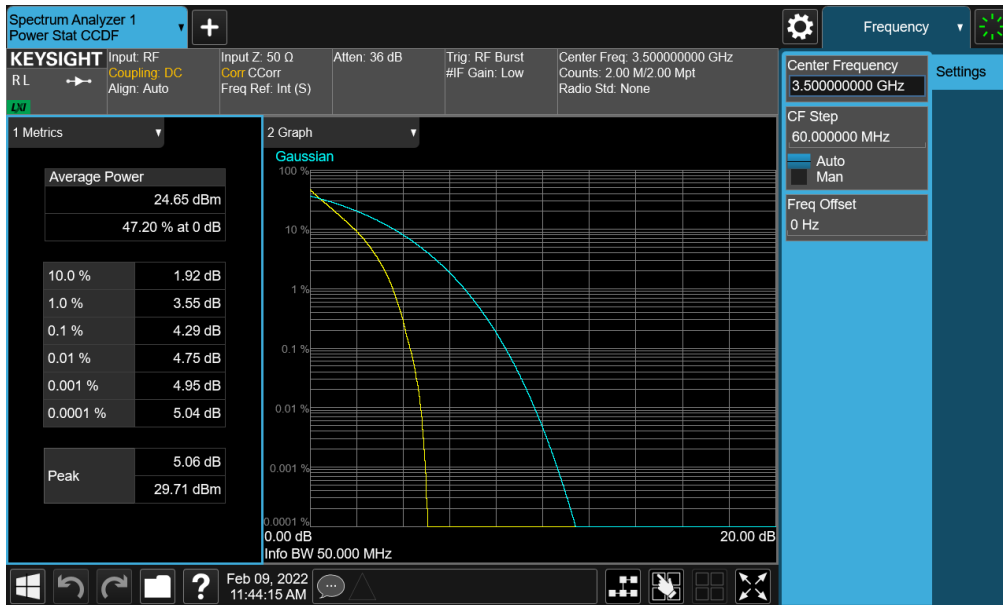 Spectrum Analyzer 1
Power Stat CCDF
+
Frequency
KEYSIGHT
R L
LXI
Input: RF
Coupling: DC
Align: Auto
Input Z: 50 Ω
Corr CCorr
Freq Ref: Int (S)
Atten: 36 dB
Trig: RF Burst
#IF Gain: Low
Center Freq: 3.500000000 GHz
Counts: 2.00 M/2.00 Mpt
Radio Std: None
Center Frequency
3.500000000 GHz
Settings
CF Step
60.000000 MHz
Auto
Man
Freq Offset
0 Hz
1 Metrics
Average Power
24.65 dBm
47.20 % at 0 dB
10.0 % 1.92 dB
1.0 % 3.55 dB
0.1 % 4.29 dB
0.01 % 4.75 dB
0.001 % 4.95 dB
0.0001 % 5.04 dB
Peak
5.06 dB
29.71 dBm
2 Graph
Gaussian
100 %
10 %
1 %
0.1 %
0.01 %
0.001 %
0.0001 %
0.00 dB 20.00 dB
Info BW 50.000 MHz
?
Feb 09, 2022
11:44:15 AM